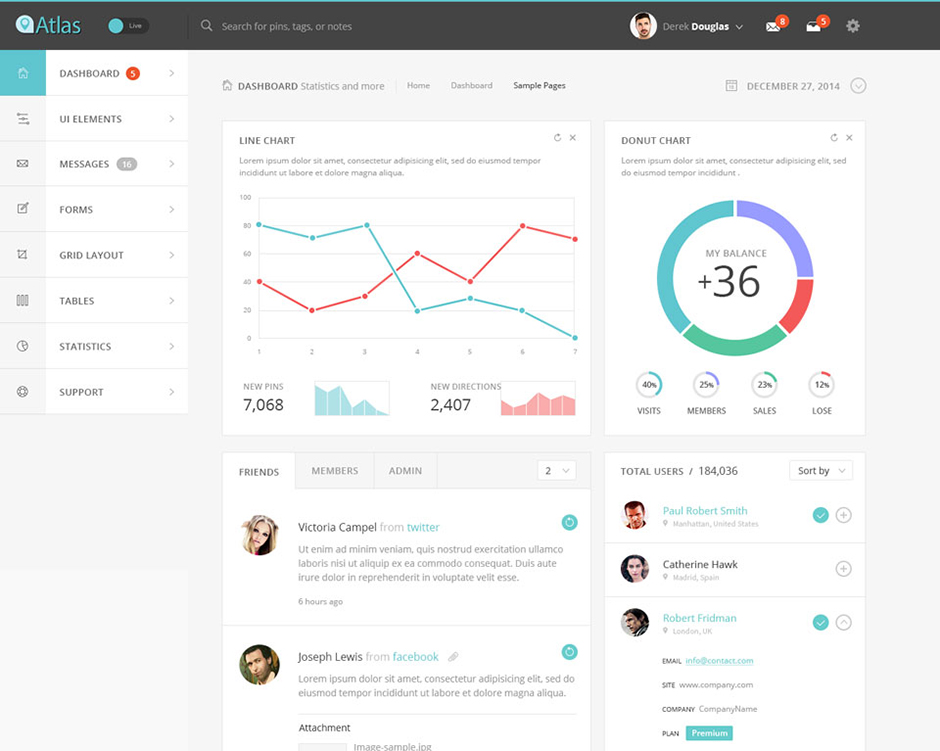 Atlas
Live
Search for pins, tags, or notes
Derek Douglas
8
5
DASHBOARD 5
UI ELEMENTS
MESSAGES 16
FORMS
GRID LAYOUT
TABLES
STATISTICS
SUPPORT
DASHBOARD Statistics and more
Home
Dashboard
Sample Pages
DECEMBER 27, 2014
LINE CHART
Lorem ipsum dolor sit amet, consectetur adipisicing elit, sed do eiusmod tempor
incididunt ut labore et dolore magna aliqua.
100
80
60
40
20
0
1 2 3 4 5 6 7
NEW PINS
7,068
NEW DIRECTIONS
2,407
DONUT CHART
Lorem ipsum dolor sit amet, consectetur adipisicing elit, sed
do eiusmod tempor incididunt .
MY BALANCE
+36
40% 25% 23% 12%
VISITS MEMBERS SALES LOSE
FRIENDS
MEMBERS
ADMIN
2
Victoria Campel from twitter
Ut enim ad minim veniam, quis nostrud exercitation ullamco
laboris nisi ut aliquip ex ea commodo consequat. Duis aute
irure dolor in reprehenderit in voluptate velit esse.
6 hours ago
Joseph Lewis from facebook
Lorem ipsum dolor sit amet, consectetur adipisicing elit, sed do
eiusmod tempor incididunt ut labore et dolore magna aliqua.
Attachment
Image-sample.jpg
TOTAL USERS / 184,036
Sort by
Paul Robert Smith
Manhattan, United States
Catherine Hawk
Madrid, Spain
Robert Fridman
London, UK
EMAIL info@contact.com
SITE www.company.com
COMPANY CompanyName
PLAN Premium